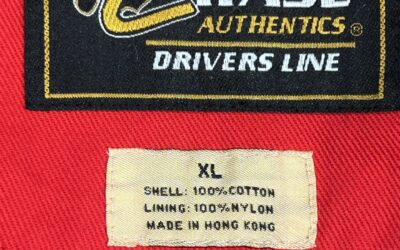 AUTHENTICS®
DRIVERS LINE
XL
SHELL: 100% COTTON
LINING: 100% NYLON
MADE IN HONG KONG